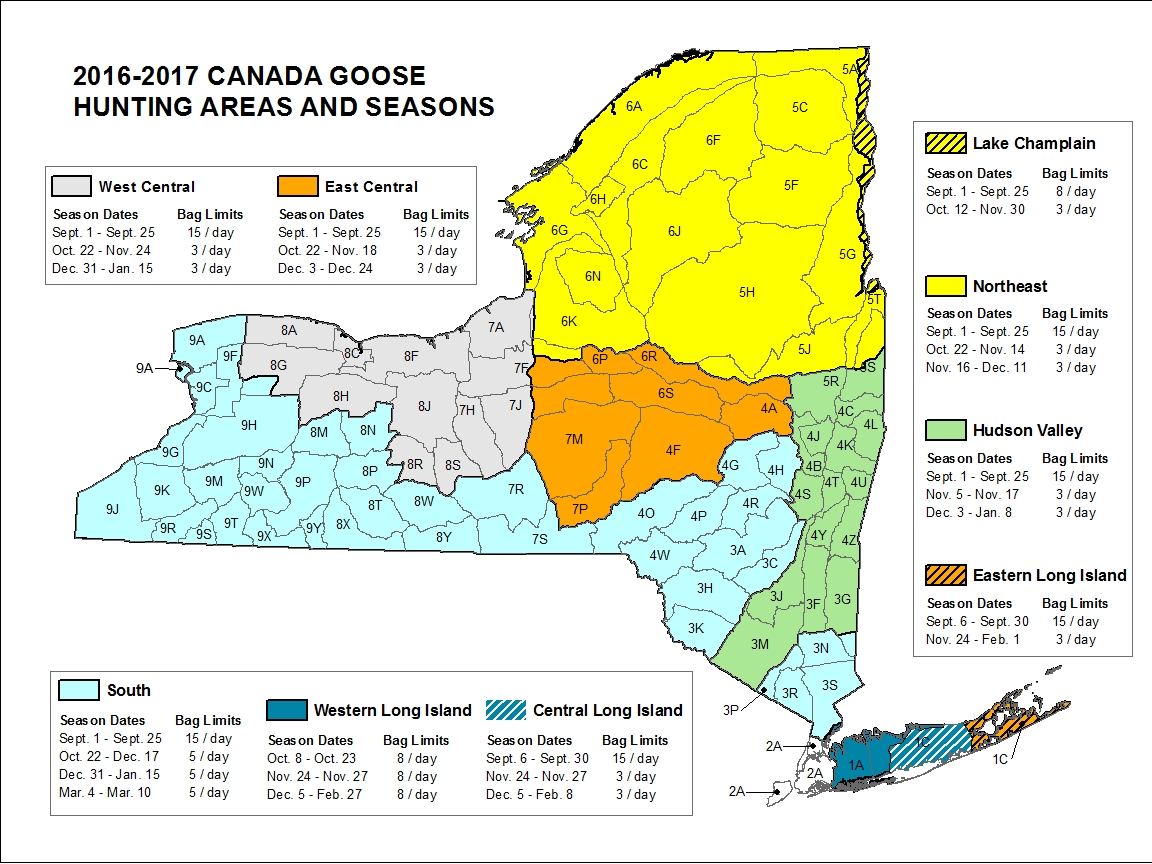 2016-2017 CANADA GOOSE
HUNTING AREAS AND SEASONS
West Central
Season Dates Bag Limits
Sept. 1 - Sept. 25 15 / day
Oct. 22 - Nov. 24 3 / day
Dec. 31 - Jan. 15 3 / day
East Central
Season Dates Bag Limits
Sept. 1 - Sept. 25 15 / day
Oct. 22 - Nov. 18 3 / day
Dec. 3 - Dec. 24 3 / day
Lake Champlain
Season Dates Bag Limits
Sept. 1 - Sept. 25 8 / day
Oct. 12 - Nov. 30 3 / day
Northeast
Season Dates Bag Limits
Sept. 1 - Sept. 25 15 / day
Oct. 22 - Nov. 14 3 / day
Nov. 16 - Dec. 11 3 / day
Hudson Valley
Season Dates Bag Limits
Sept. 1 - Sept. 25 15 / day
Nov. 5 - Nov. 17 3 / day
Dec. 3 - Jan. 8 3 / day
Eastern Long Island
Season Dates Bag Limits
Sept. 6 - Sept. 30 15 / day
Nov. 24 - Feb. 1 3 / day
South
Season Dates Bag Limits
Sept. 1 - Sept. 25 15 / day
Oct. 22 - Dec. 17 5 / day
Dec. 31 - Jan. 15 5 / day
Mar. 4 - Mar. 10 5 / day
Western Long Island
Season Dates Bag Limits
Oct. 8 - Oct. 23 8 / day
Nov. 24 - Nov. 27 8 / day
Dec. 5 - Feb. 27 8 / day
Central Long Island
Season Dates Bag Limits
Sept. 6 - Sept. 30 15 / day
Nov. 24 - Nov. 27 3 / day
Dec. 5 - Feb. 8 3 / day
5A
6A
5C
6F
6C
5F
6H
6G
6J
5G
6N
5H
5T
6K
5J
7A
8A
9A
8C
8F
9F
6P
6R
5S
9A
8G
7F
5R
9C
6S
8H
8J
7H
7J
4A
4C
4L
9H
8M
8N
7M
4J
4K
9G
4F
9N
8P
8R
8S
4G
4H
4B
9K
9M
9W
9P
7R
4S
4T
4U
9J
8T
8W
7P
4O
4P
4R
9R
9S
9T
9X
9Y
8X
8Y
7S
4Y
4Z
4W
3A
3C
3H
3J
3F
3G
3K
3M
3N
3P
3R
3S
2A
2A
2A
1A
1C
1C